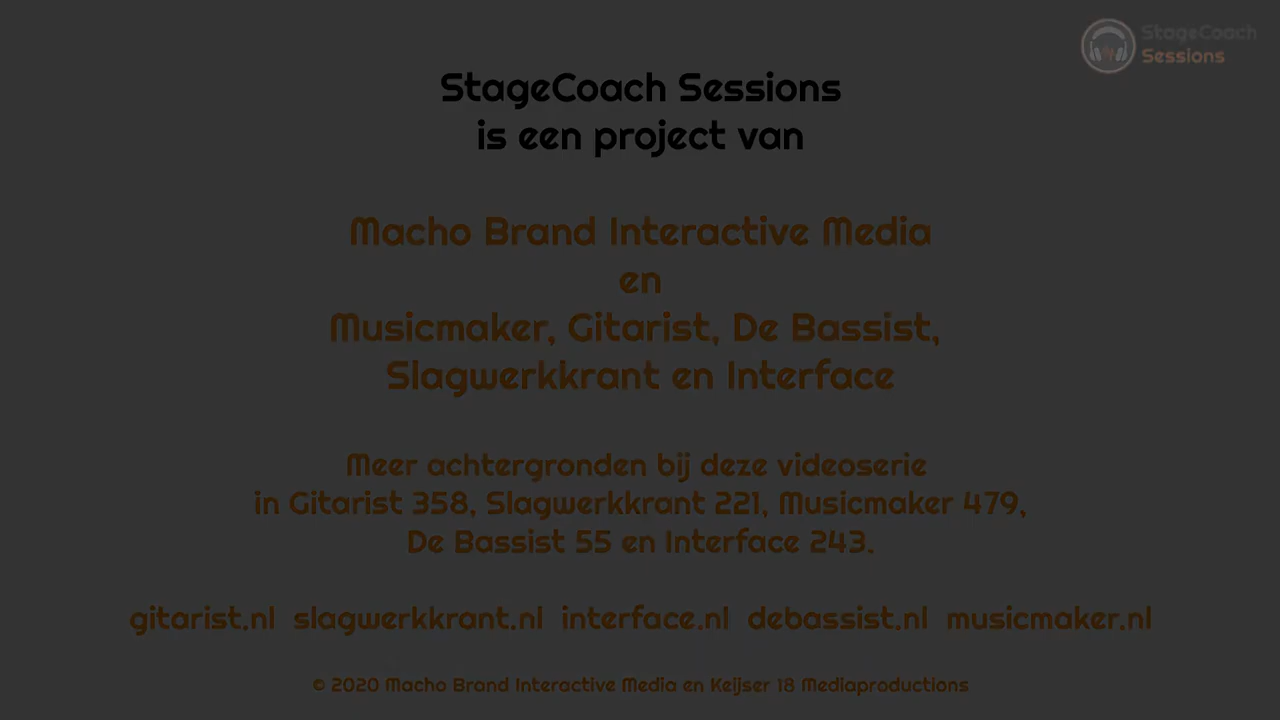 StageCoach
Sessions
StageCoach Sessions
is een project van
Macho Brand Interactive Media
en
Musicmaker, Gitarist, De Bassist,
Slagwerkkrant en Interface
Meer achtergronden bij deze videoserie
in Gitarist 358, Slagwerkkrant 221, Musicmaker 479,
De Bassist 55 en Interface 243.
gitarist.nl slagwerkkrant.nl interface.nl debassist.nl musicmaker.nl
© 2020 Macho Brand Interactive Media en Keijser 18 Mediaproductions